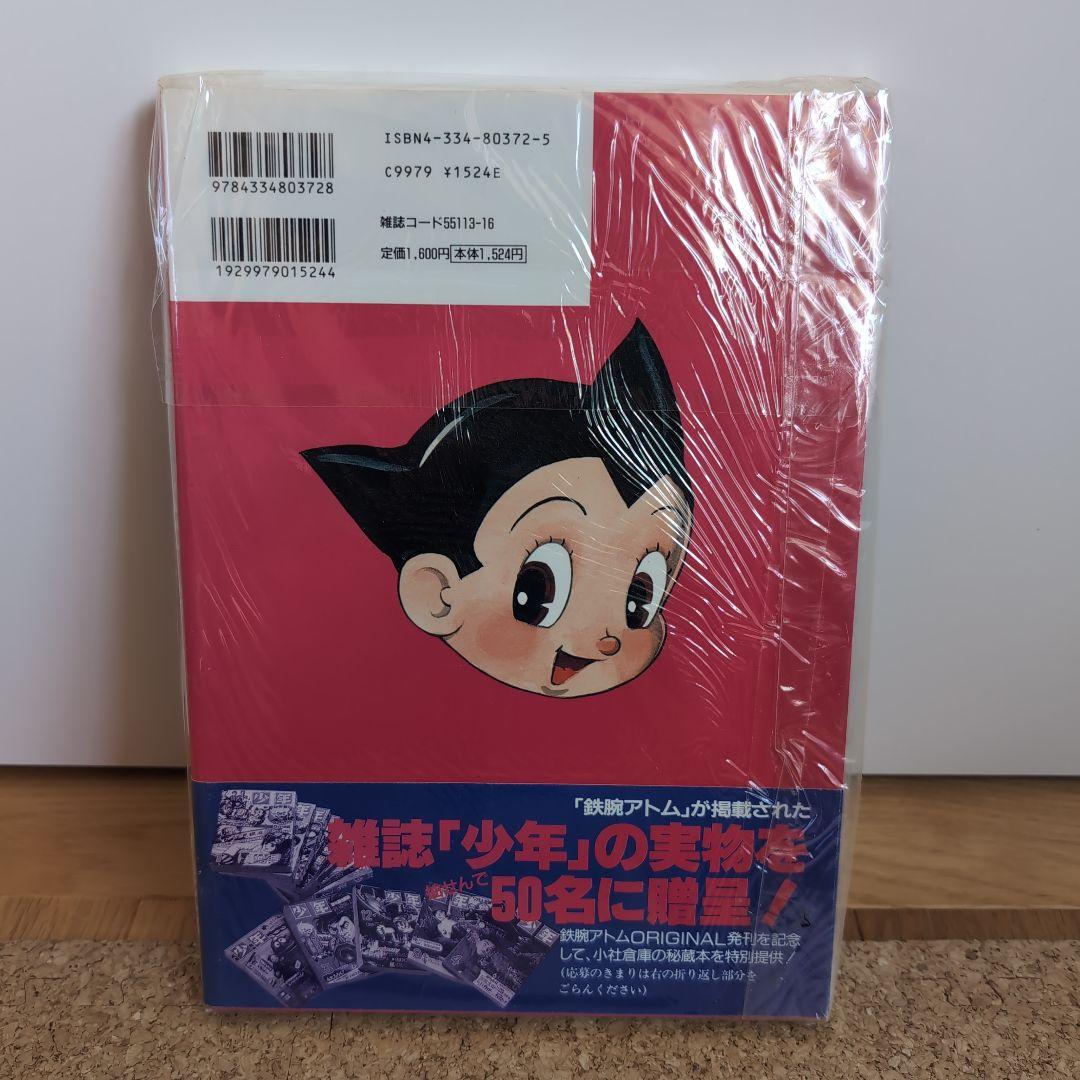 ISBN4-334-80372-5
C9979 ¥1524E
9784334803728
雑誌コード55113-16
定価1,600円 本体1,524円
1929979015244
「鉄腕アトム」が掲載された
雑誌「少年」の実物を
50名に贈呈!
鉄腕アトムORIGINAL発刊を記念
して、小社倉庫の秘蔵本を特別提供!
(応募のきまりは右の折り返し部分を
ごらんください)
少年
少年
少年